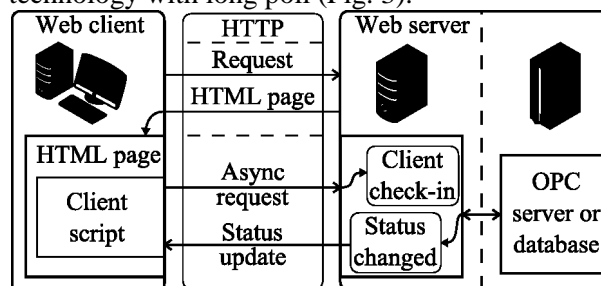 technology with long poll (Fig. 3).
Web client
HTTP
Web server
Request
HTML page
HTML page
Client
script
Async
request
Client
check-in
Status
update
Status
changed
OPC
server or
database